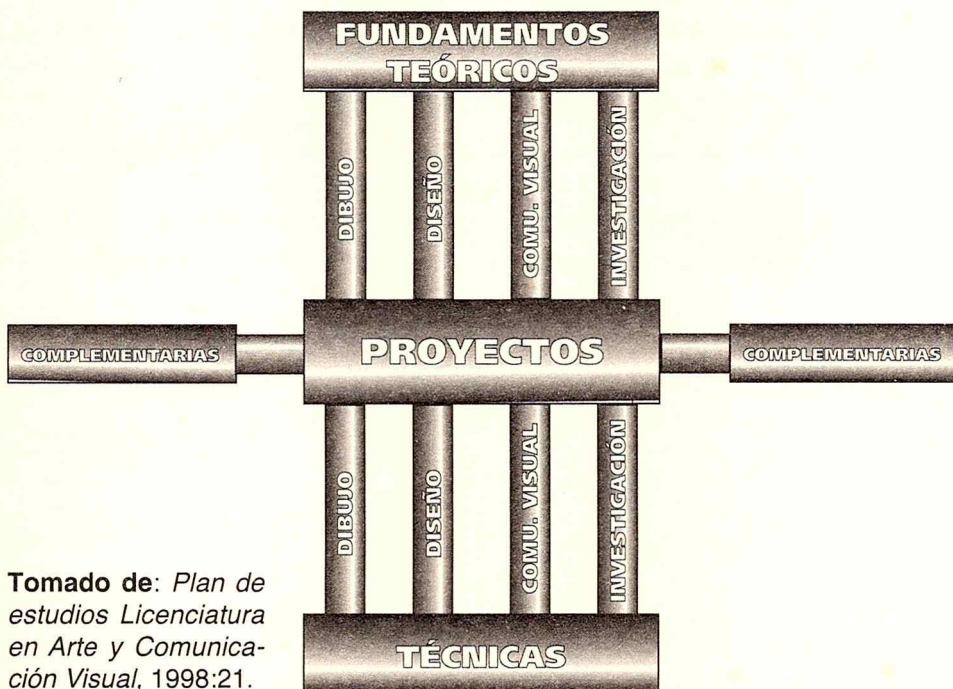 FUNDAMENTOS
TEÓRICOS
DIBUJO
DISEÑO
COMU. VISUAL
INVESTIGACIÓN
COMPLEMENTARIAS
PROYECTOS
COMPLEMENTARIAS
DIBUJO
DISEÑO
COMU. VISUAL
INVESTIGACIÓN
TÉCNICAS
Tomado de: Plan de
estudios Licenciatura
en Arte y Comunica-
ción Visual, 1998:21.